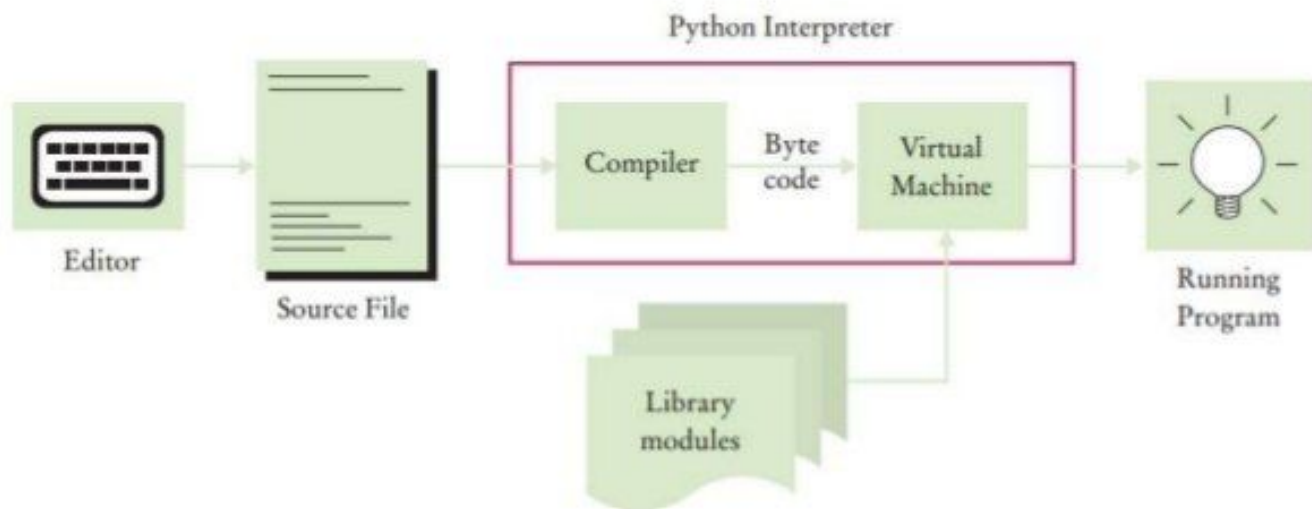 Python Interpreter
Editor
Source File
Compiler
Byte
code
Virtual
Machine
Running
Program
Library
modules